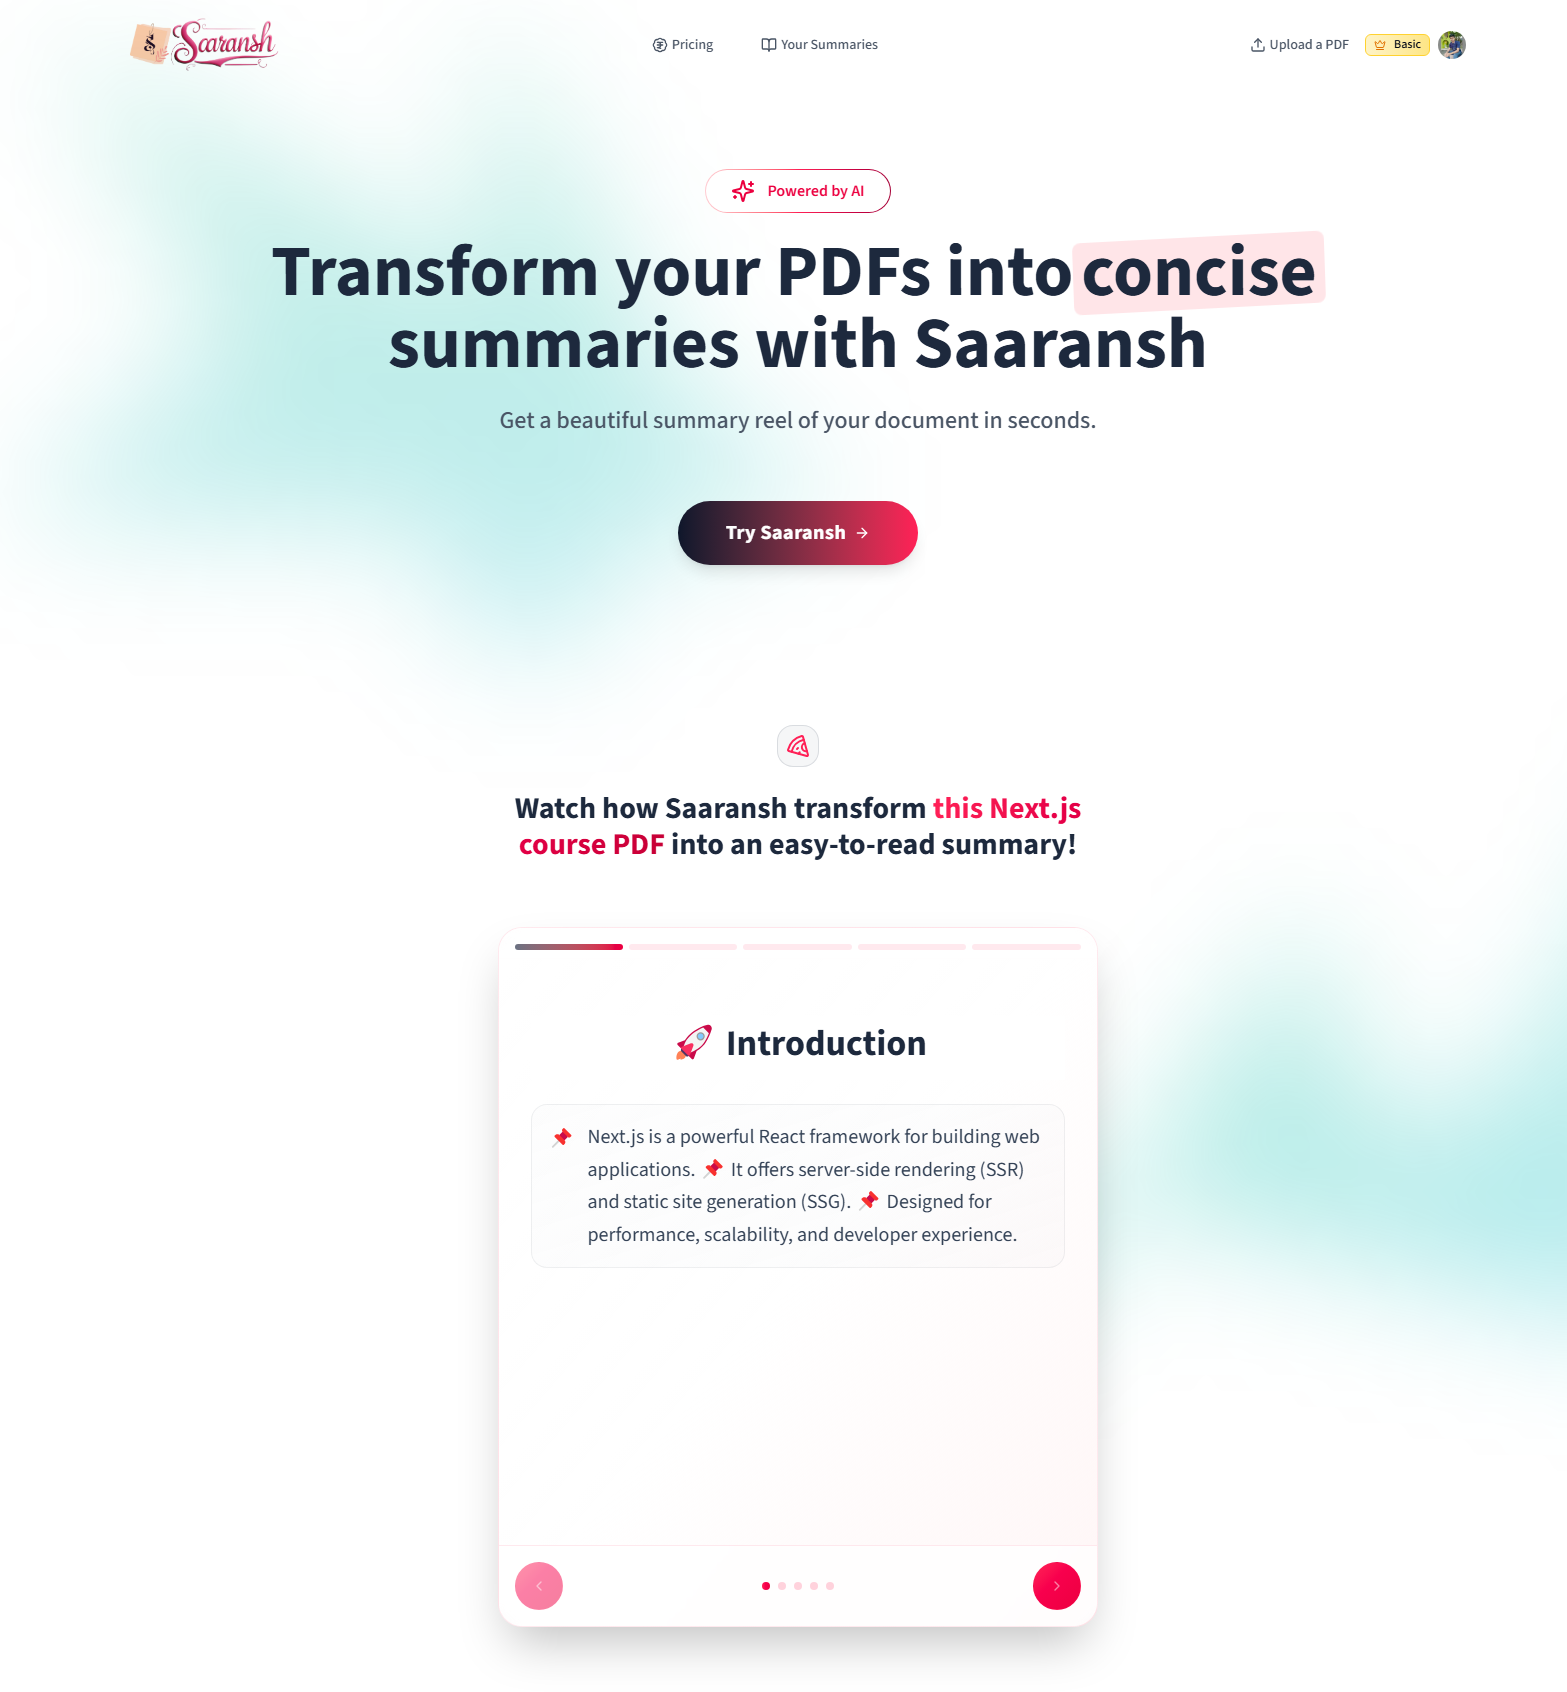 Saaransh
Pricing
Your Summaries
Upload a PDF
Basic
Powered by AI
Transform your PDFs into concise
summaries with Saaransh
Get a beautiful summary reel of your document in seconds.
Try Saaransh →
Watch how Saaransh transform this Next.js
course PDF into an easy-to-read summary!
🚀 Introduction
📌 Next.js is a powerful React framework for building web
applications. 📌 It offers server-side rendering (SSR)
and static site generation (SSG). 📌 Designed for
performance, scalability, and developer experience.